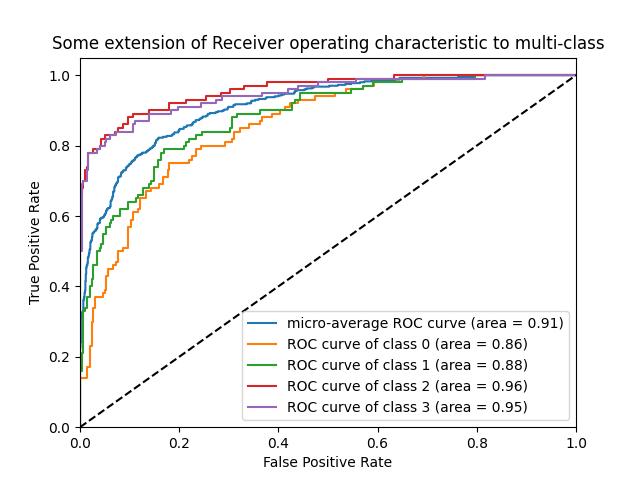 Some extension of Receiver operating characteristic to multi-class
1.0
0.8
0.6
0.4
0.2
0.0
True Positive Rate
micro-average ROC curve (area = 0.91)
ROC curve of class 0 (area = 0.86)
ROC curve of class 1 (area = 0.88)
ROC curve of class 2 (area = 0.96)
ROC curve of class 3 (area = 0.95)
0.0 0.2 0.4 0.6 0.8 1.0
False Positive Rate